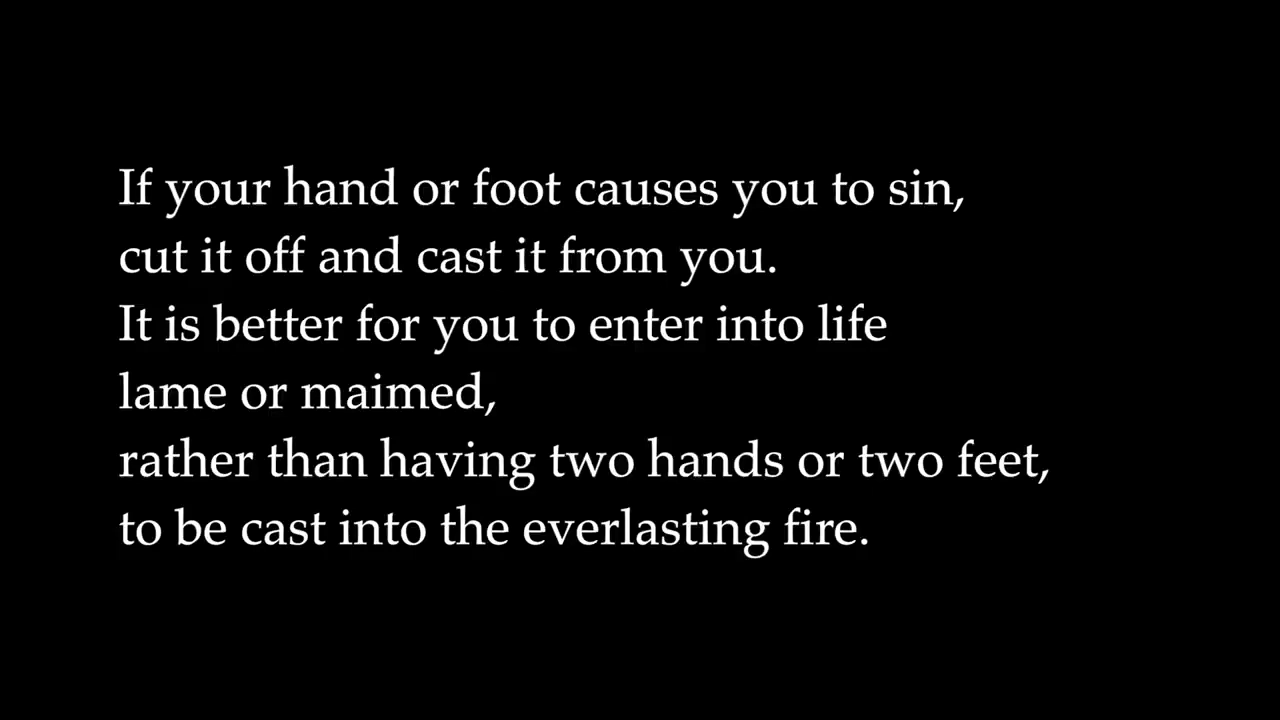 If your hand or foot causes you to sin,
cut it off and cast it from you.
It is better for you to enter into life
lame or maimed,
rather than having two hands or two feet,
to be cast into the everlasting fire.